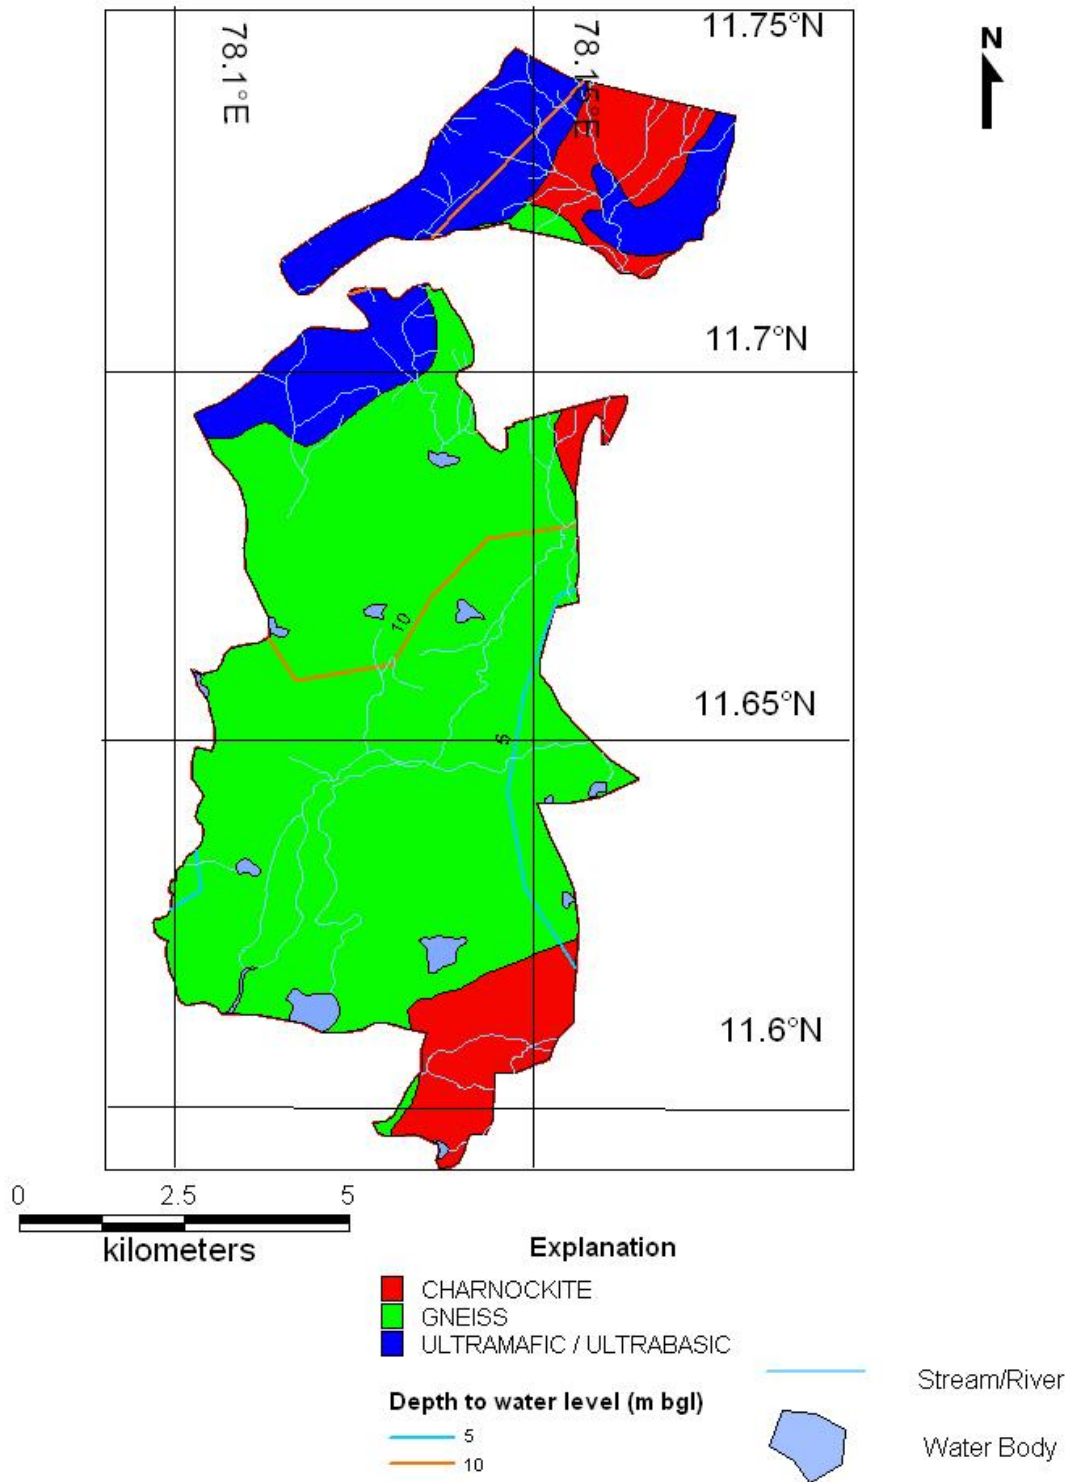 11.75°N
78.1°E
78.15°E
N
11.7°N
10
11.65°N
5
11.6°N
0 2.5 5
kilometers
Explanation
CHARNOCKITE
GNEISS
ULTRAMAFIC / ULTRABASIC
Depth to water level (m bgl)
5
10
Stream/River
Water Body